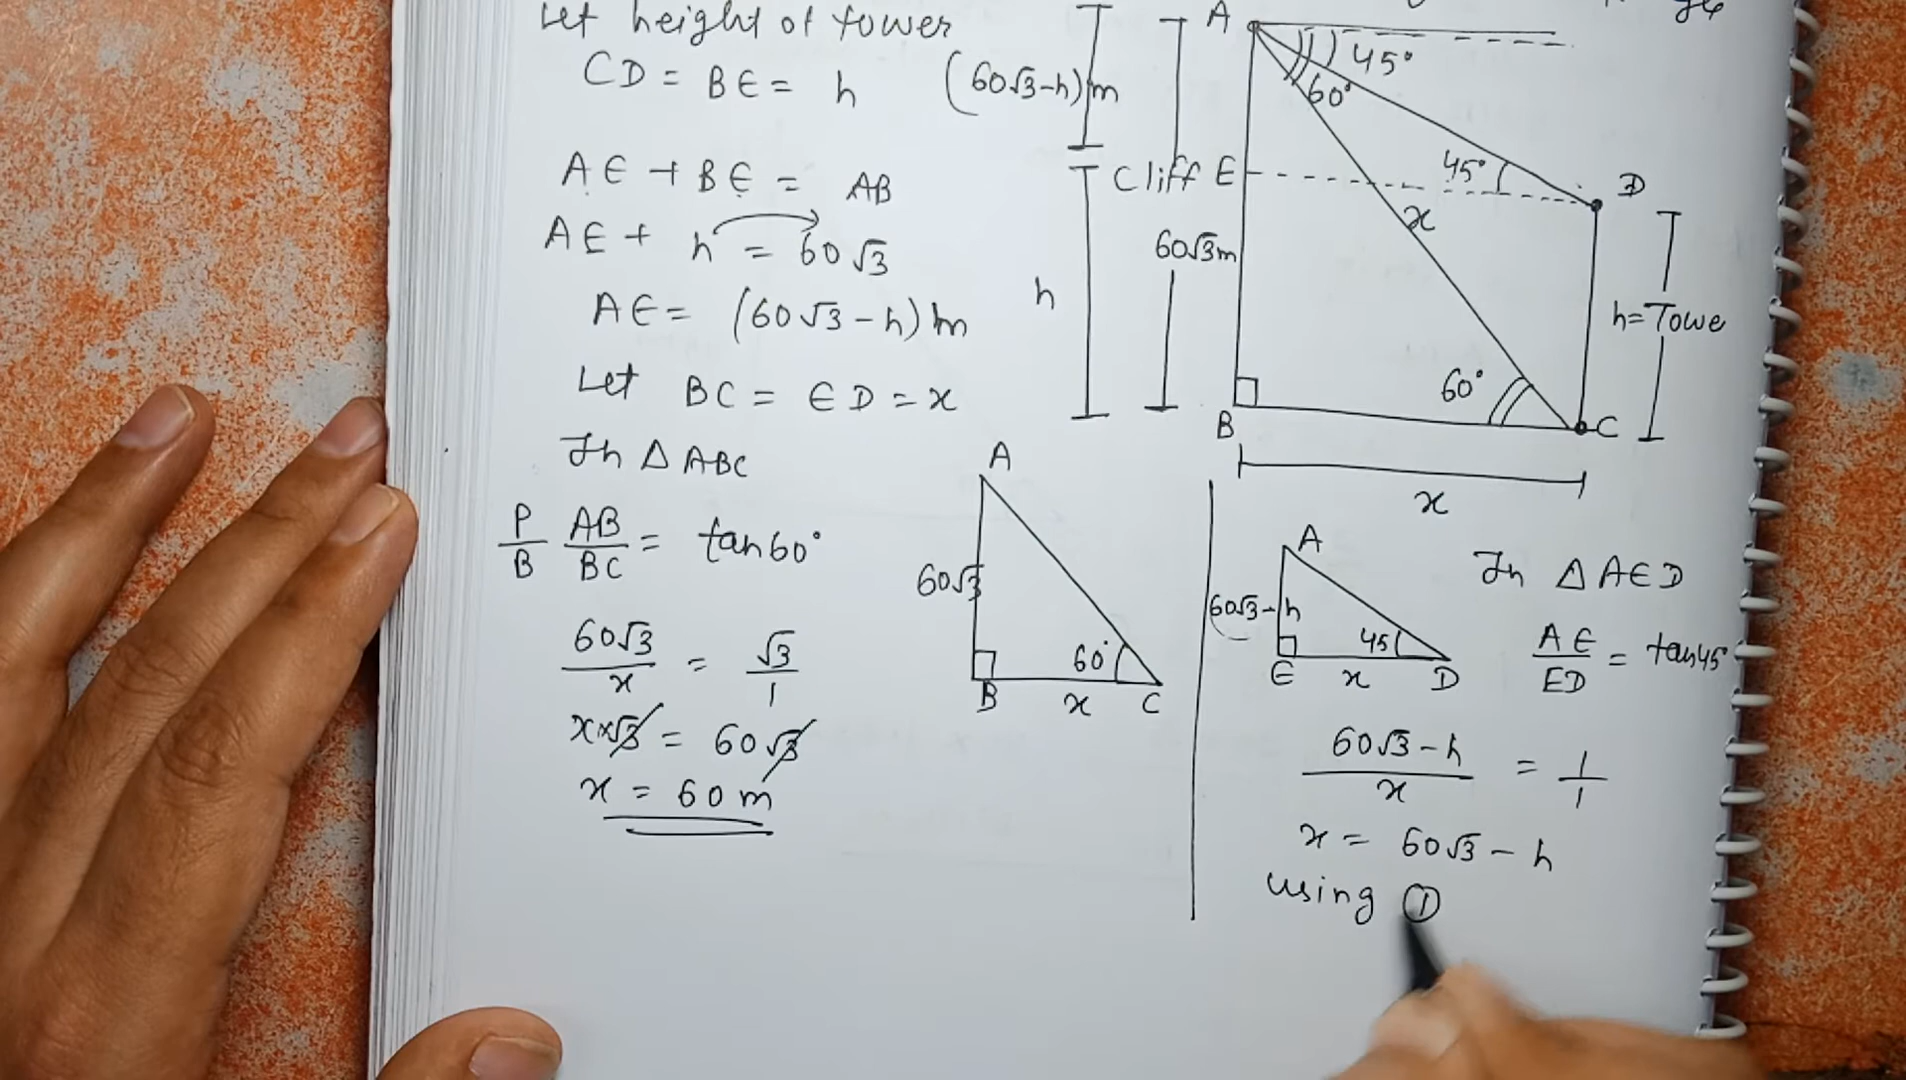 Let height of tower
CD = BE = h
AE + BE = AB
AE + h = 60√3
AE = (60√3 - h) m
Let BC = ED = x
In △ ABC
P/B AB/BC = tan60°
60√3/x = √3/1
x×√3 = 60√3
x = 60 m
A
60√3
60°
B x C
(60√3-h) m
A
45°
60°
Cliff E
45°
D
x
60√3m
h
h=Towe
60°
B
C
x
A
60√3-h
45
E x D
In △ AED
AE/ED = tan45°
60√3-h/x = 1/1
x = 60√3 - h
using ①